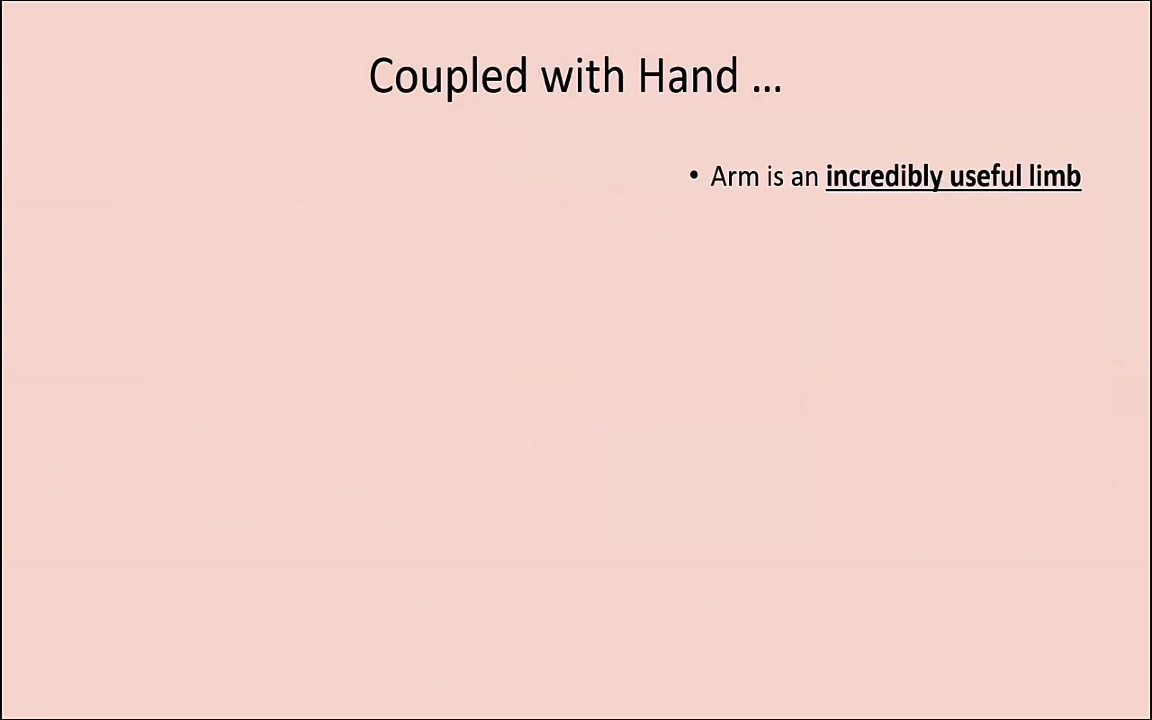 Coupled with Hand ...
• Arm is an incredibly useful limb